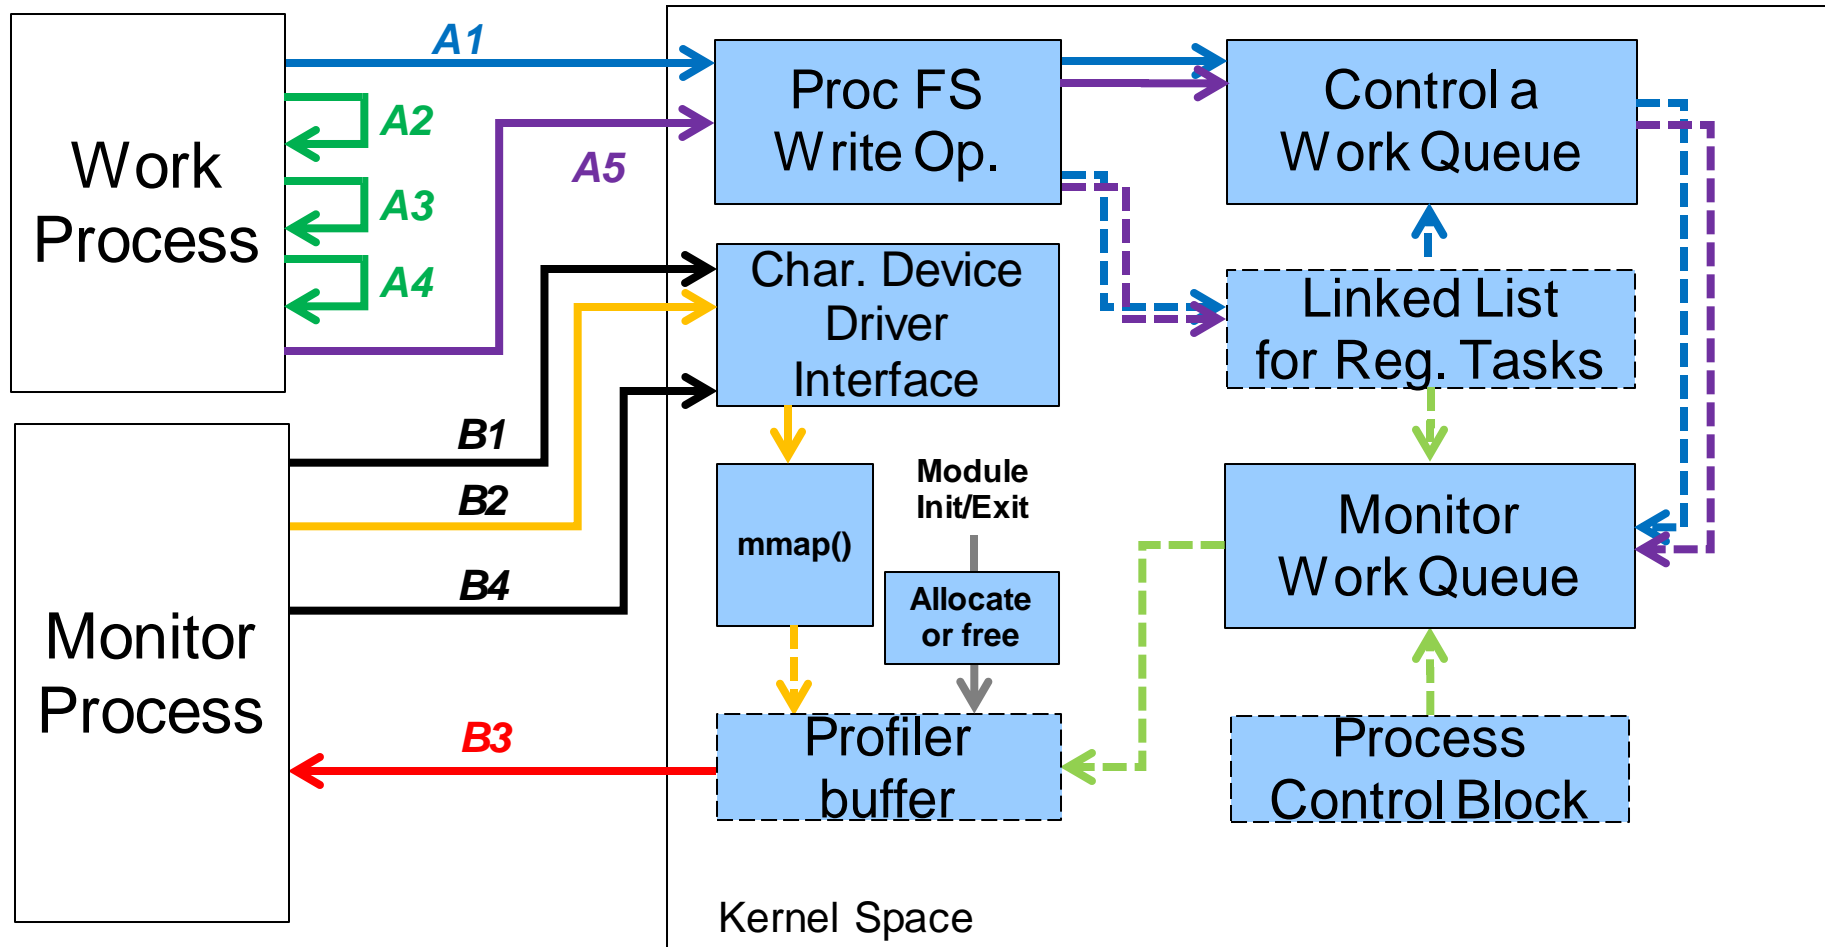 Work
Process
A1
A2
A3
A4
A5
Proc FS
Write Op.
Control a
Work Queue
Char. Device
Driver
Interface
Linked List
for Reg. Tasks
Monitor
Process
B1
B2
B4
B3
mmap()
Module
Init/Exit
Allocate
or free
Monitor
Work Queue
Profiler
buffer
Process
Control Block
Kernel Space